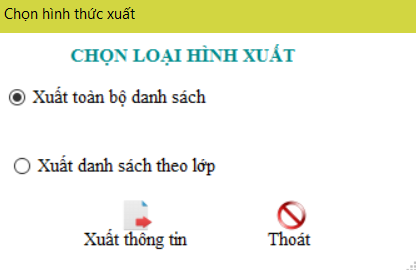 Chọn hình thức xuất
CHỌN LOẠI HÌNH XUẤT
Xuất toàn bộ danh sách
Xuất danh sách theo lớp
Xuất thông tin
Thoát